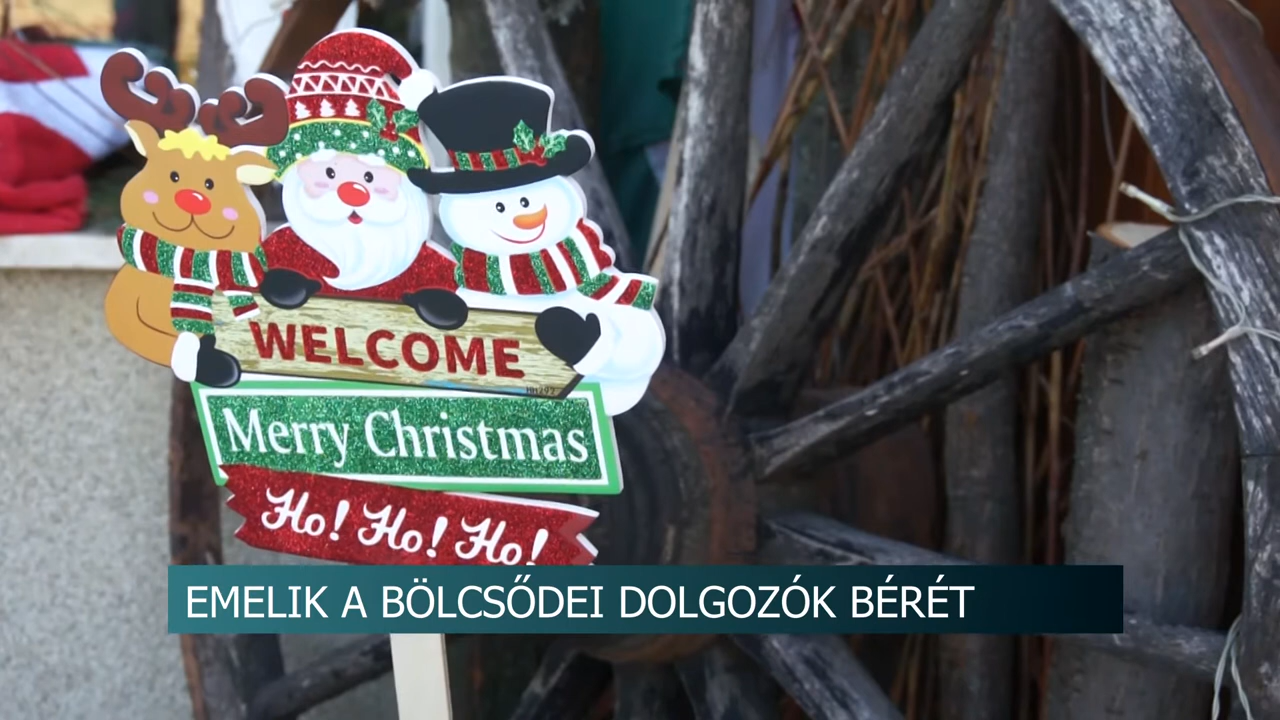 WELCOME
Merry Christmas
Ho! Ho! Ho!
EMELIK A BÖLCSŐDEI DOLGOZÓK BÉRÉT